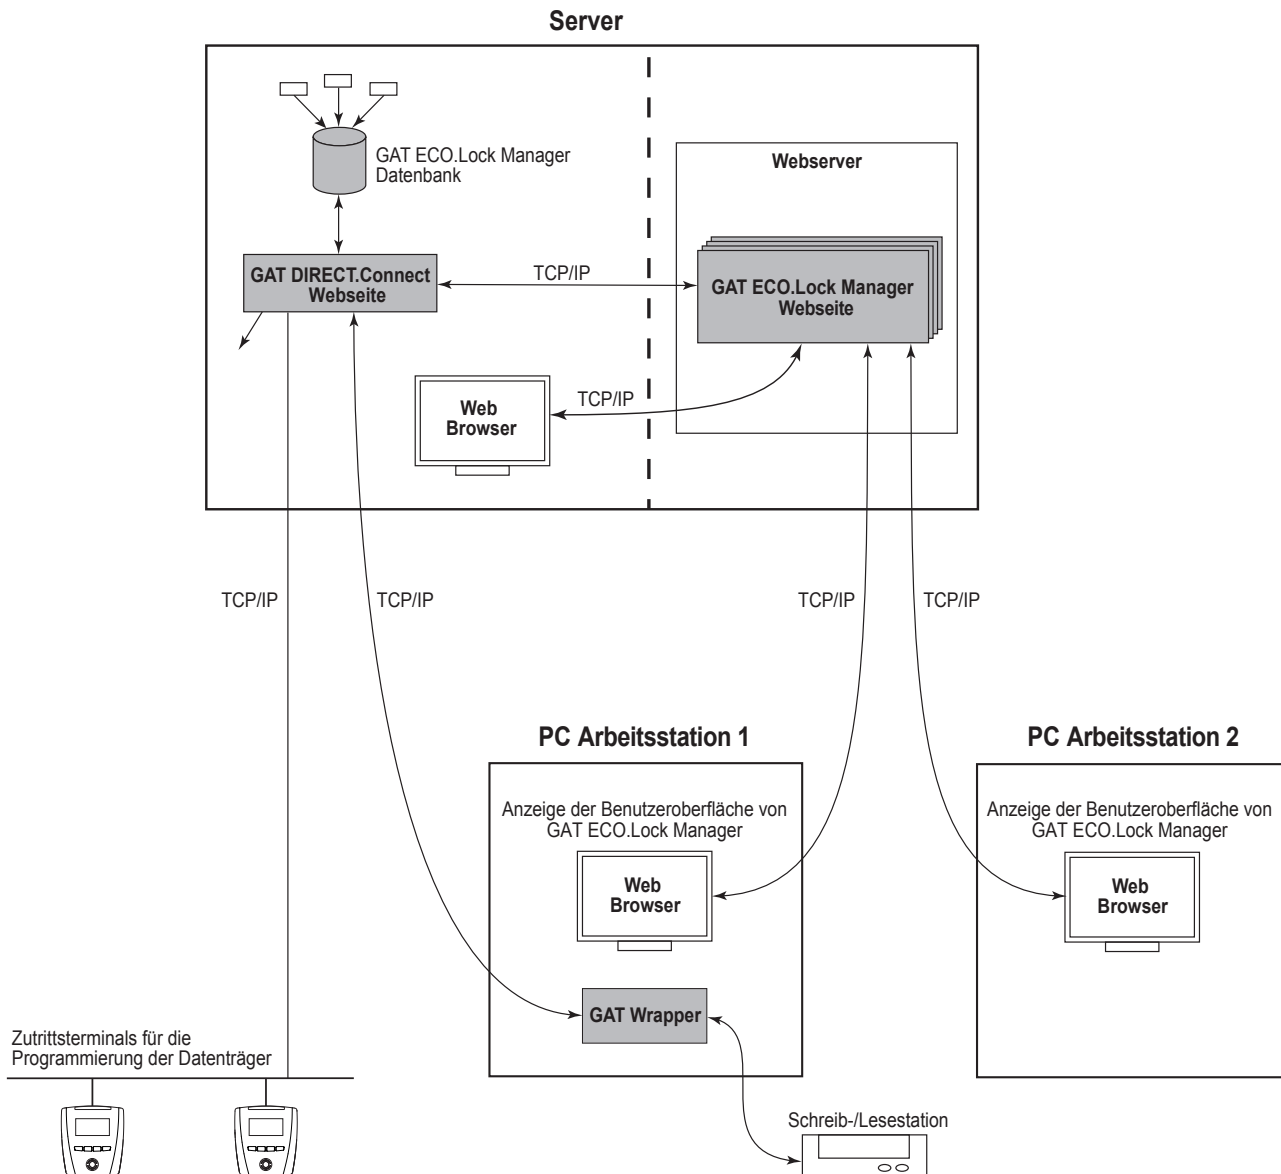 Server
GAT ECO.Lock Manager
Datenbank
Webserver
GAT DIRECT.Connect
Webseite
TCP/IP
GAT ECO.Lock Manager
Webseite
TCP/IP
Web
Browser
TCP/IP
TCP/IP
TCP/IP
TCP/IP
PC Arbeitsstation 1
PC Arbeitsstation 2
Anzeige der Benutzeroberfläche von
GAT ECO.Lock Manager
Anzeige der Benutzeroberfläche von
GAT ECO.Lock Manager
Web
Browser
Web
Browser
GAT Wrapper
Zutrittsterminals für die
Programmierung der Datenträger
Schreib-/Lesestation